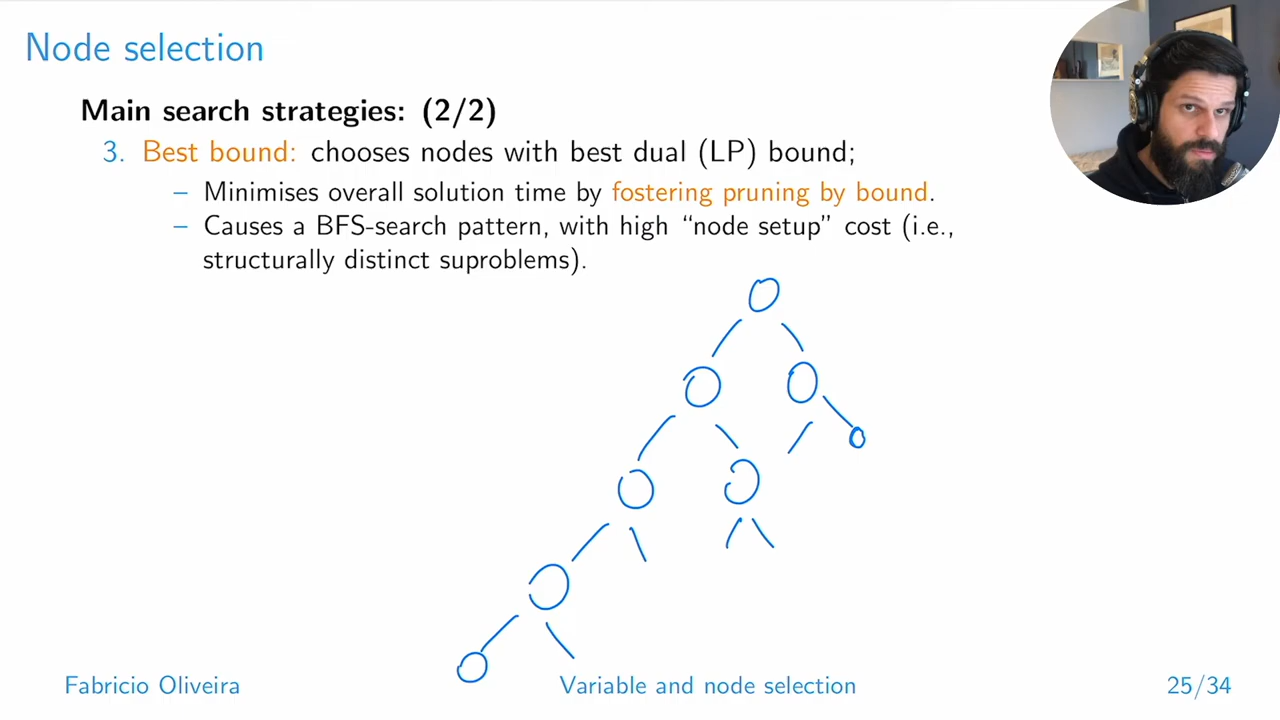 Node selection
Main search strategies: (2/2)
3. Best bound: chooses nodes with best dual (LP) bound;
– Minimises overall solution time by fostering pruning by bound.
– Causes a BFS-search pattern, with high “node setup” cost (i.e.,
structurally distinct suproblems).
Fabricio Oliveira
Variable and node selection
25/34